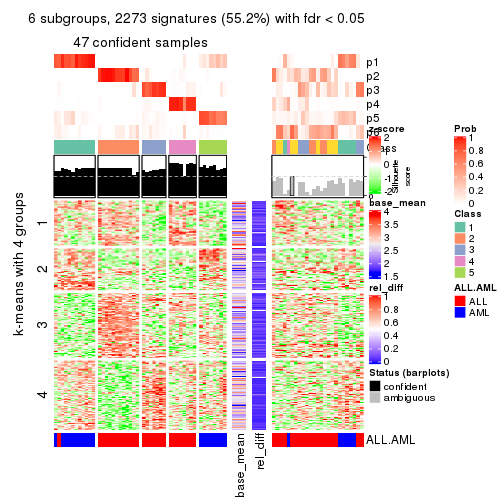 6 subgroups, 2273 signatures (55.2%) with fdr < 0.05
47 confident samples
p1
p2
p3
p4
p5
p6
Class
z-score
2
1
0
-1
-2
Silhouette
score
Prob
1
0.8
0.6
0.4
0.2
0
k-means with 4 groups
1
2
3
4
base_mean
4
3.5
3
2.5
2
1.5
Class
1
2
3
4
5
rel_diff
1
0.8
0.6
0.4
0.2
0
ALL.AML
ALL
AML
Status (barplots)
confident
ambiguous
ALL.AML
base_mean
rel_diff